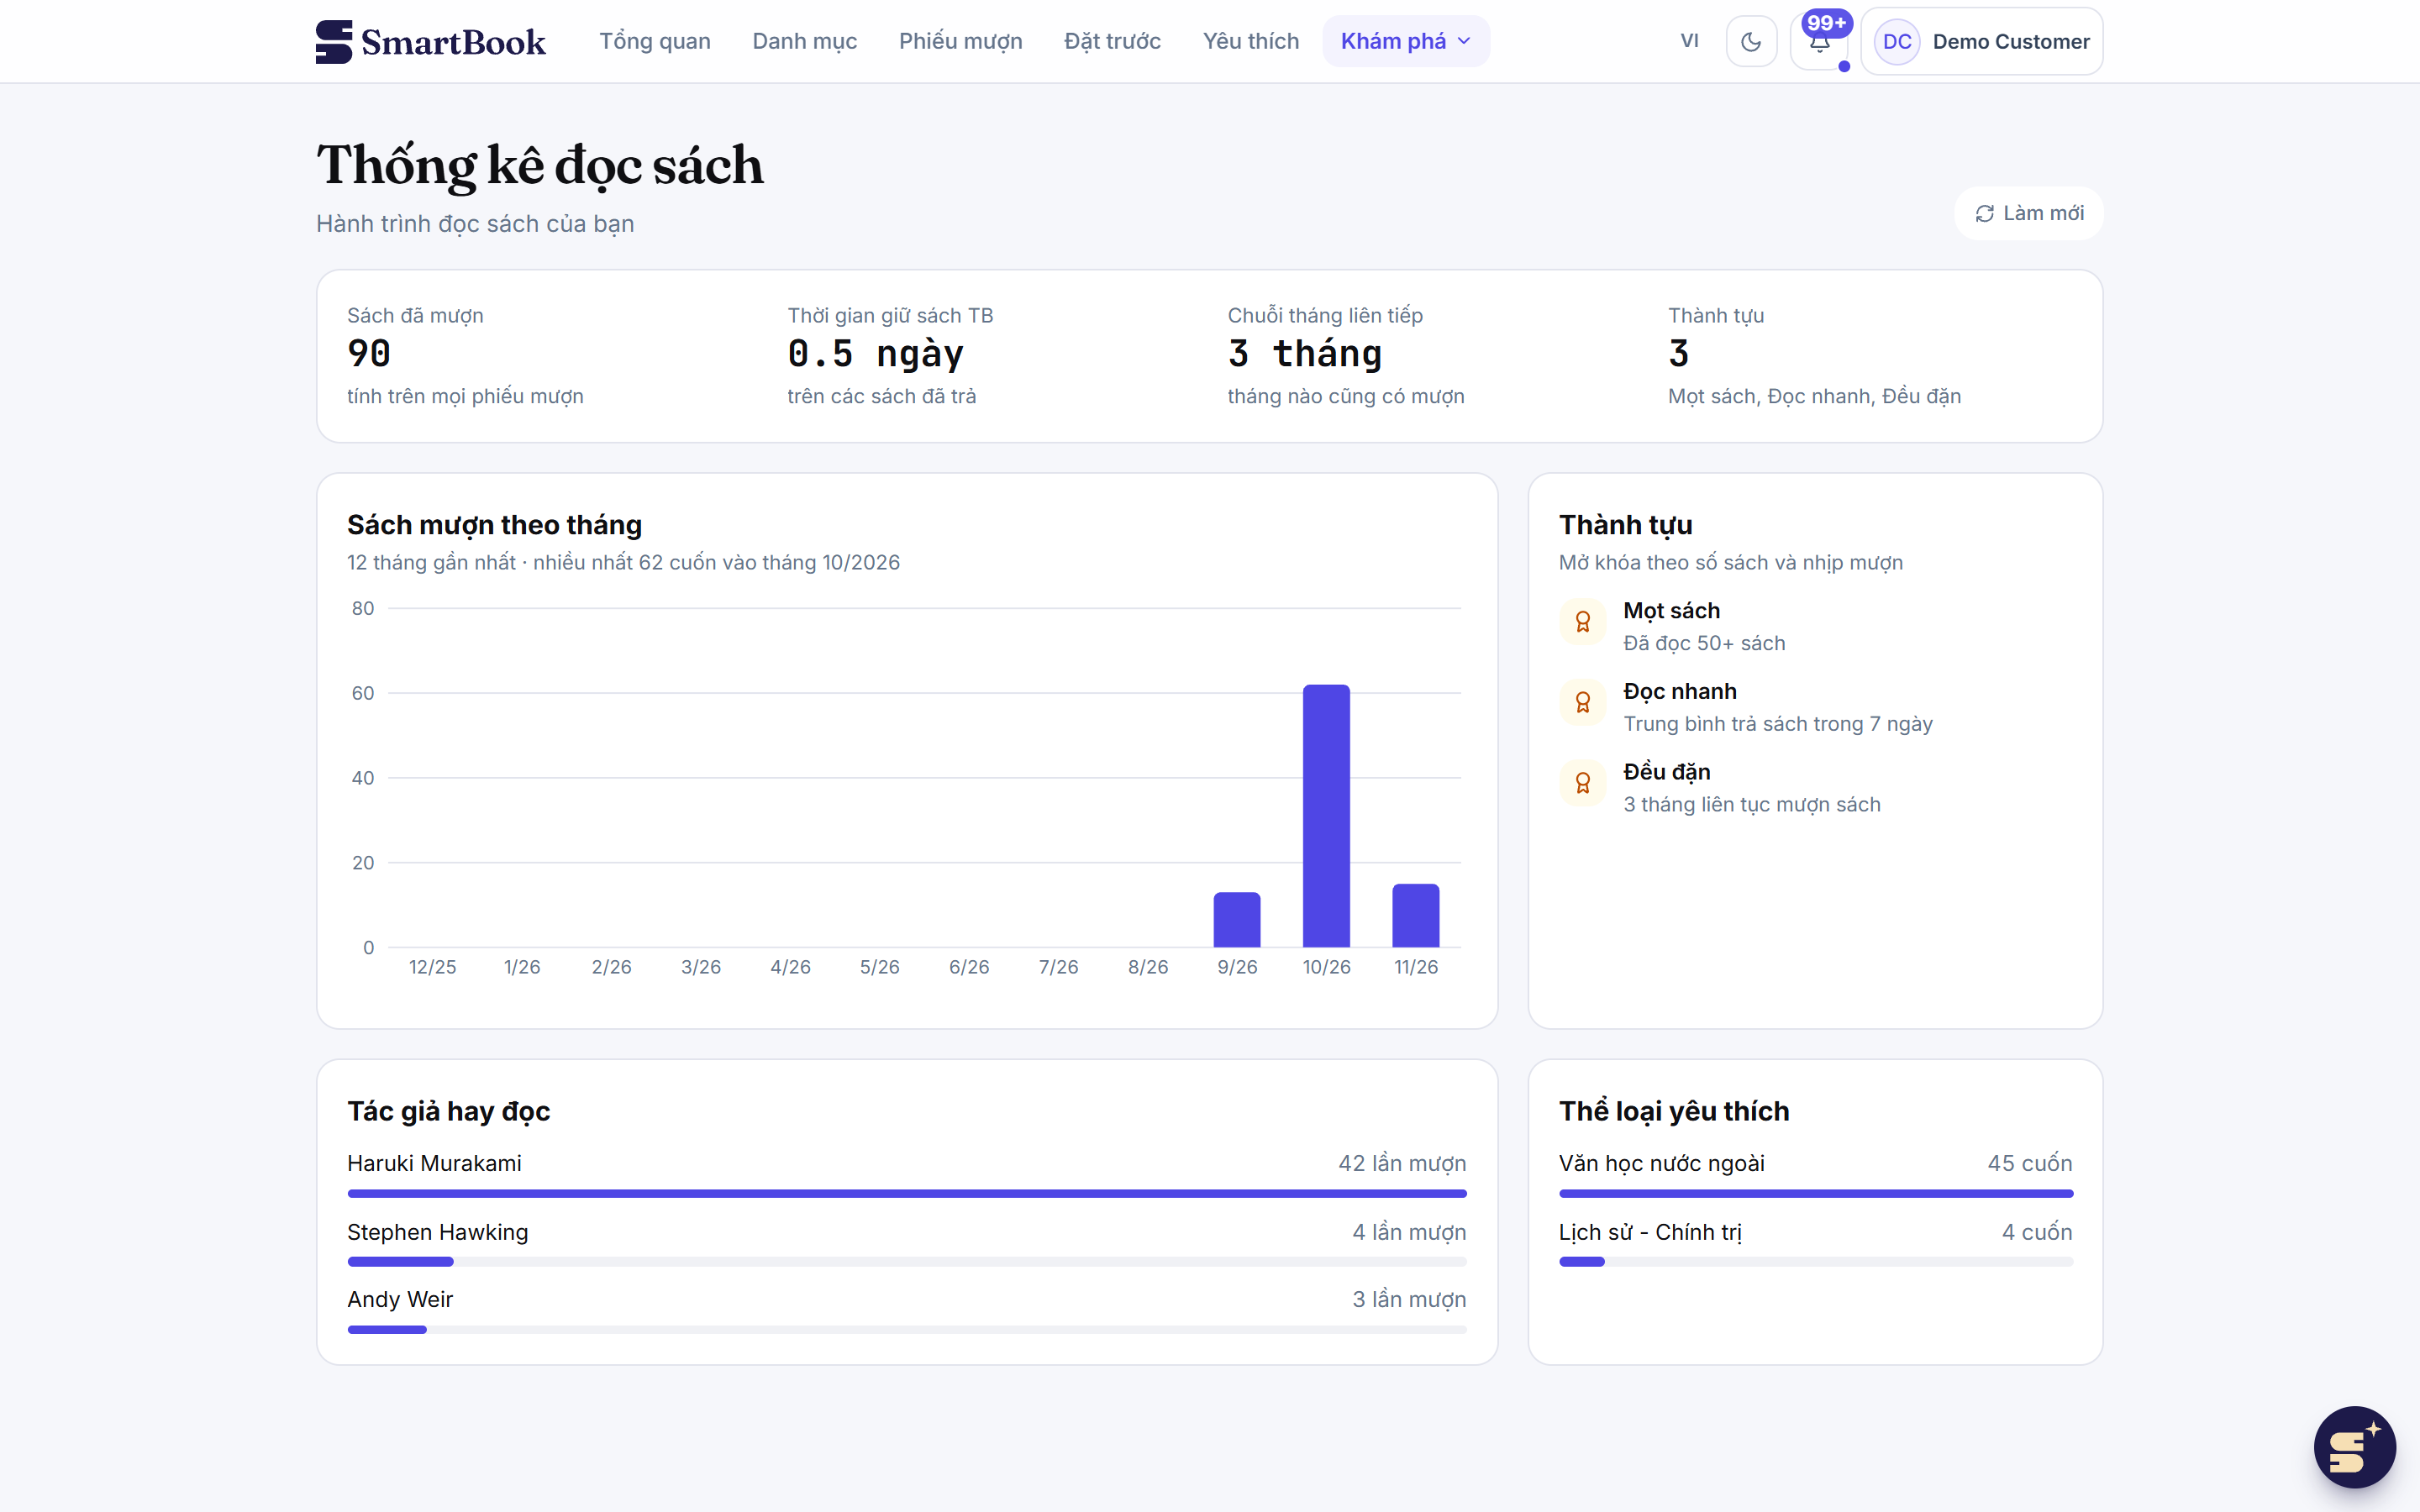 SmartBook
Tổng quan
Danh mục
Phiếu mượn
Đặt trước
Yêu thích
Khám phá
VI
99+
DC
Demo Customer
Thống kê đọc sách
Hành trình đọc sách của bạn
Làm mới
Sách đã mượn
90
tính trên mọi phiếu mượn
Thời gian giữ sách TB
0.5 ngày
trên các sách đã trả
Chuỗi tháng liên tiếp
3 tháng
tháng nào cũng có mượn
Thành tựu
3
Mọt sách, Đọc nhanh, Đều đặn
Sách mượn theo tháng
12 tháng gần nhất · nhiều nhất 62 cuốn vào tháng 10/2026
80
60
40
20
0
12/25 1/26 2/26 3/26 4/26 5/26 6/26 7/26 8/26 9/26 10/26 11/26
Thành tựu
Mở khóa theo số sách và nhịp mượn
Mọt sách
Đã đọc 50+ sách
Đọc nhanh
Trung bình trả sách trong 7 ngày
Đều đặn
3 tháng liên tục mượn sách
Tác giả hay đọc
Haruki Murakami 42 lần mượn
Stephen Hawking 4 lần mượn
Andy Weir 3 lần mượn
Thể loại yêu thích
Văn học nước ngoài 45 cuốn
Lịch sử - Chính trị 4 cuốn